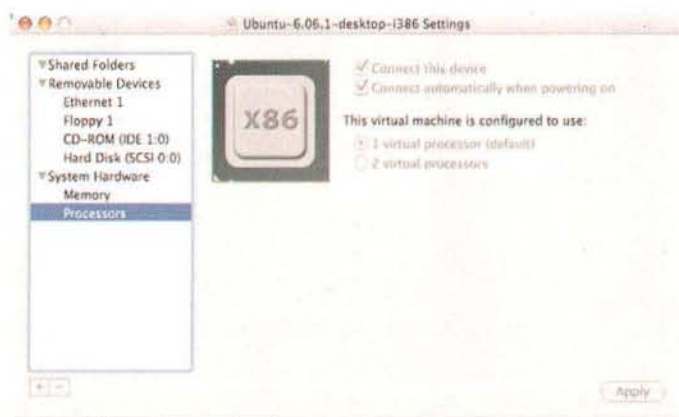 Ubuntu-6.06.1-desktop-i386 Settings
Shared Folders
Removable Devices
Ethernet 1
Floppy 1
CD-ROM (IDE 1:0)
Hard Disk (SCSI 0:0)
System Hardware
Memory
Processors
X86
Connect this device
Connect automatically when powering on
This virtual machine is configured to use:
1 virtual processor (default)
2 virtual processors
+ -
Apply